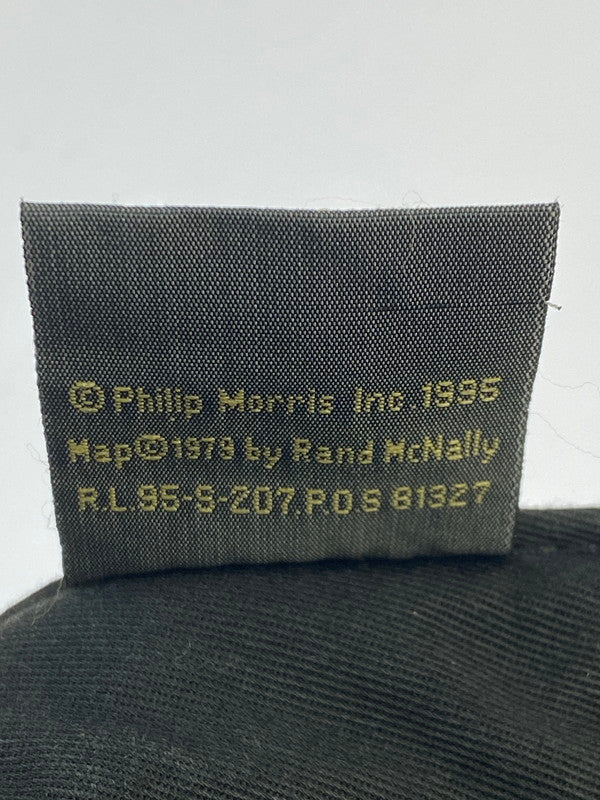 © Philip Morris Inc. 1995
Map©1979 by Rand McNally
R.L.95-S-207.P.O S 81327